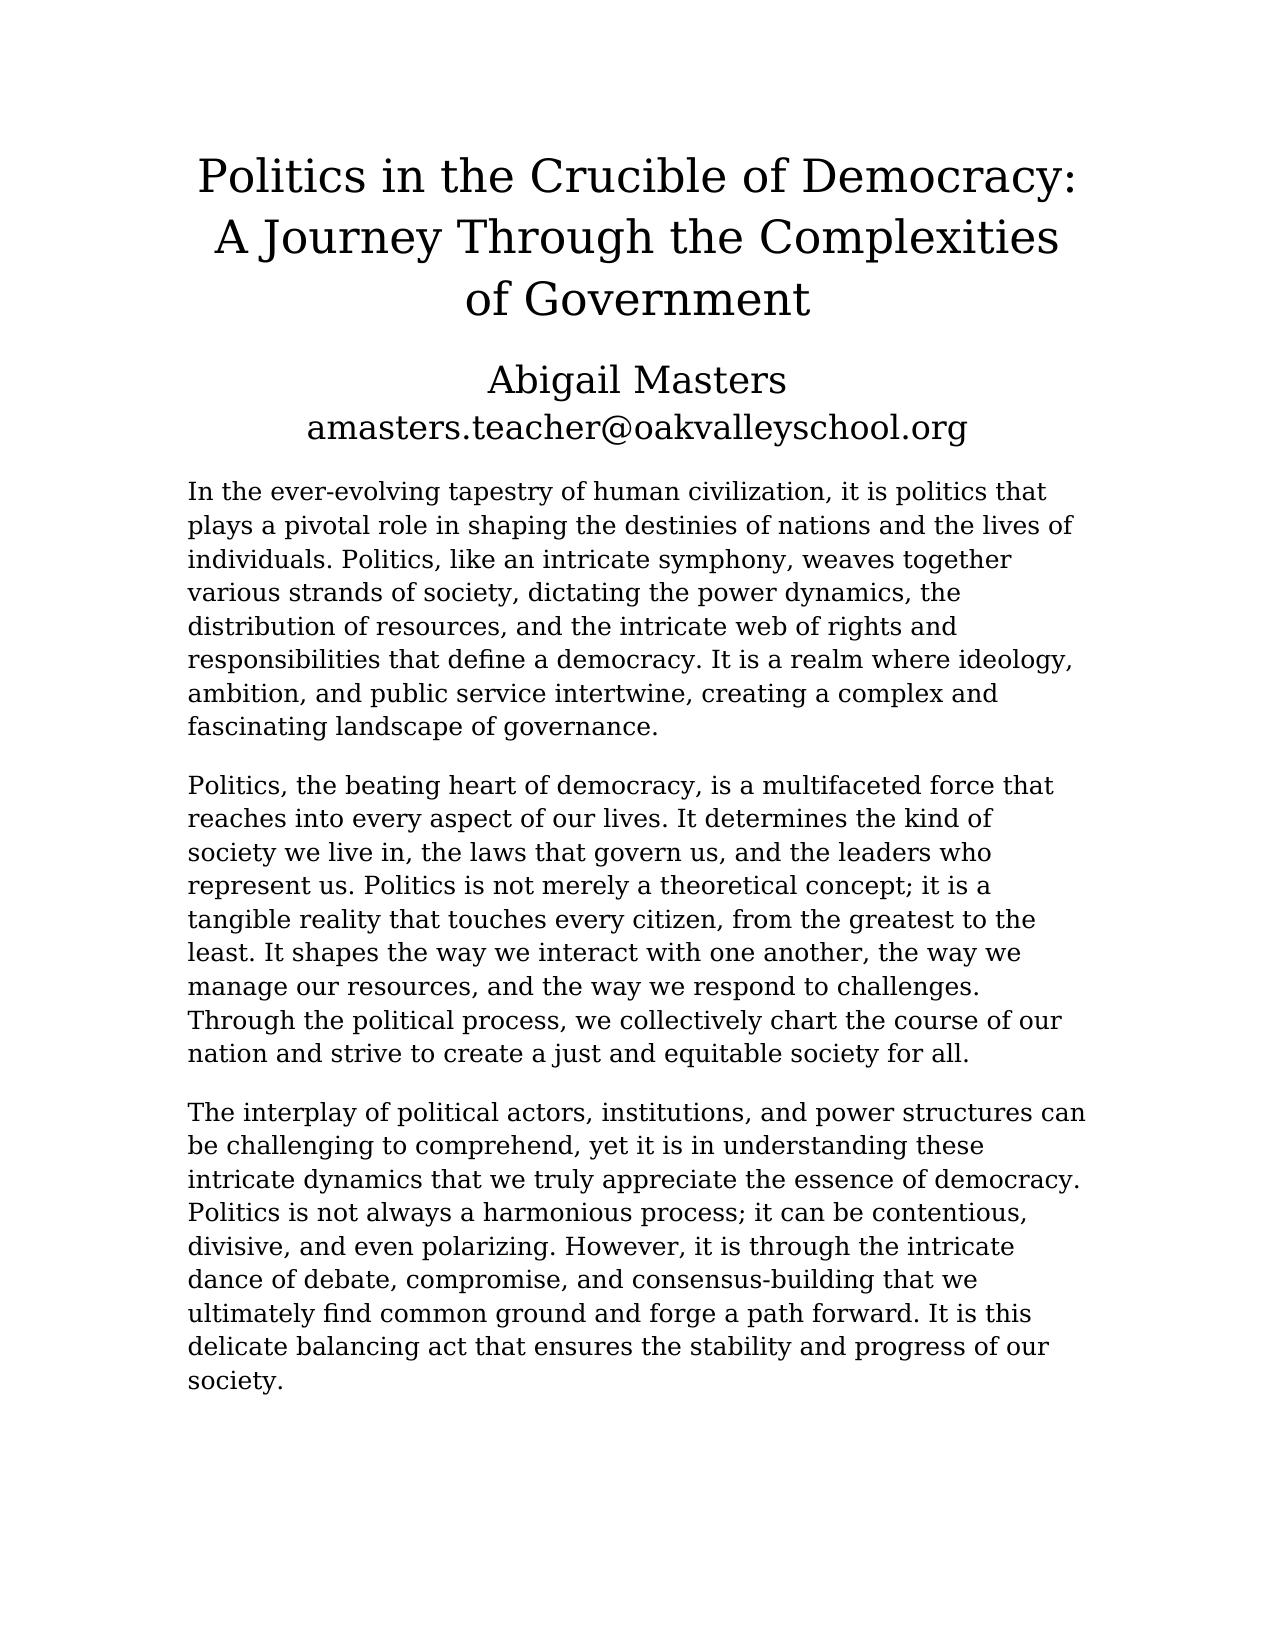 Politics in the Crucible of Democracy:
A Journey Through the Complexities
of Government
Abigail Masters
amasters.teacher@oakvalleyschool.org
In the ever-evolving tapestry of human civilization, it is politics that
plays a pivotal role in shaping the destinies of nations and the lives of
individuals. Politics, like an intricate symphony, weaves together
various strands of society, dictating the power dynamics, the
distribution of resources, and the intricate web of rights and
responsibilities that define a democracy. It is a realm where ideology,
ambition, and public service intertwine, creating a complex and
fascinating landscape of governance.
Politics, the beating heart of democracy, is a multifaceted force that
reaches into every aspect of our lives. It determines the kind of
society we live in, the laws that govern us, and the leaders who
represent us. Politics is not merely a theoretical concept; it is a
tangible reality that touches every citizen, from the greatest to the
least. It shapes the way we interact with one another, the way we
manage our resources, and the way we respond to challenges.
Through the political process, we collectively chart the course of our
nation and strive to create a just and equitable society for all.
The interplay of political actors, institutions, and power structures can
be challenging to comprehend, yet it is in understanding these
intricate dynamics that we truly appreciate the essence of democracy.
Politics is not always a harmonious process; it can be contentious,
divisive, and even polarizing. However, it is through the intricate
dance of debate, compromise, and consensus-building that we
ultimately find common ground and forge a path forward. It is this
delicate balancing act that ensures the stability and progress of our
society.